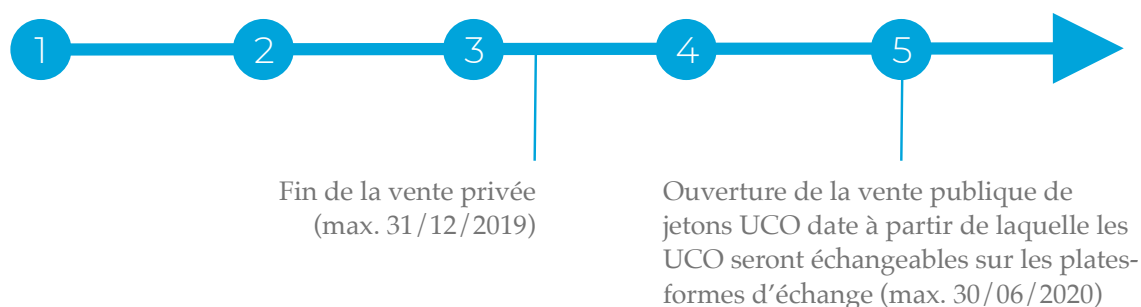 1 2 3 4 5
Fin de la vente privée
(max. 31/12/2019)
Ouverture de la vente publique de
jetons UCO date à partir de laquelle les
UCO seront échangeables sur les plates-
formes d'échange (max. 30/06/2020)